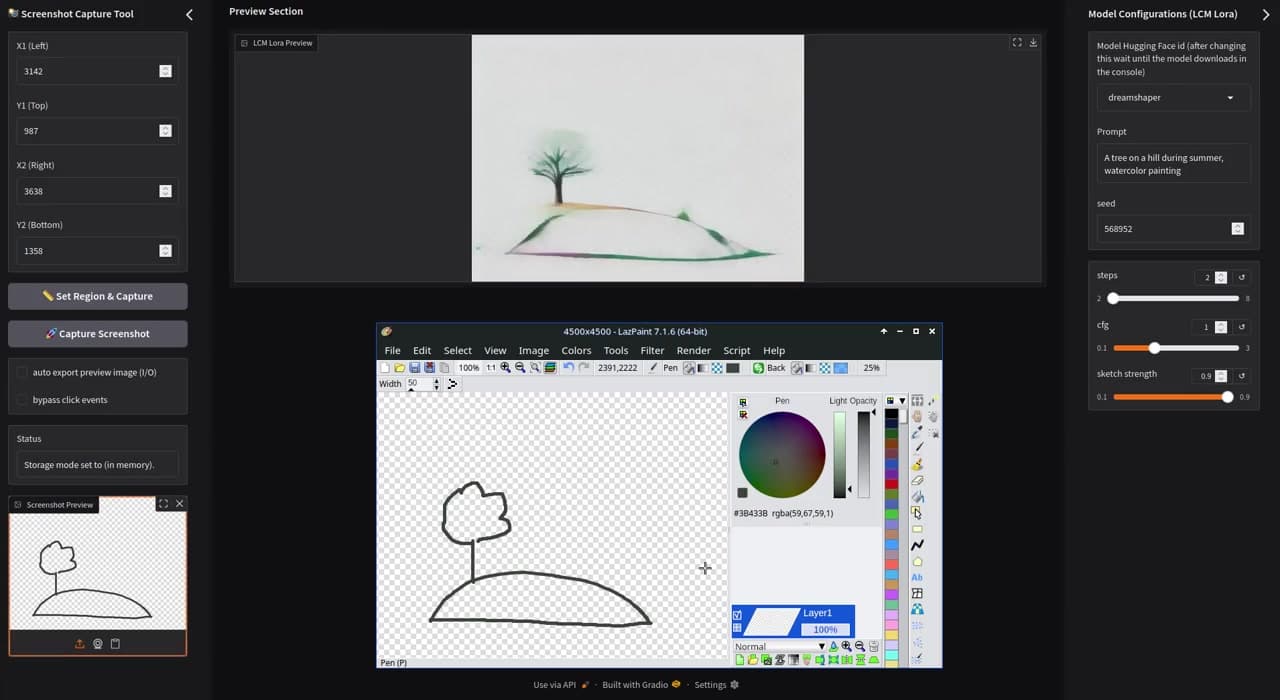 Screenshot Capture Tool
X1 (Left)
3142
Y1 (Top)
987
X2 (Right)
3638
Y2 (Bottom)
1358
Set Region & Capture
Capture Screenshot
auto export preview image (I/O)
bypass click events
Status
Storage mode set to (in memory).
Screenshot Preview
Preview Section
LCM Lora Preview
4500x4500 - LazPaint 7.1.6 (64-bit)
File Edit Select View Image Colors Tools Filter Render Script Help
100% 1:1 2391,2222 Pen Back 25%
Width 50
Pen Light Opacity
#3B433B rgba(59,67,59,1)
Ab
Layer1
100%
Normal
Pen (P)
Use via API · Built with Gradio · Settings
Model Configurations (LCM Lora)
Model Hugging Face id (after changing
this wait until the model downloads in
the console)
dreamshaper
Prompt
A tree on a hill during summer,
watercolor painting
seed
568952
steps 2
2 8
cfg 1
0.1 3
sketch strength 0.9
0.1 0.9